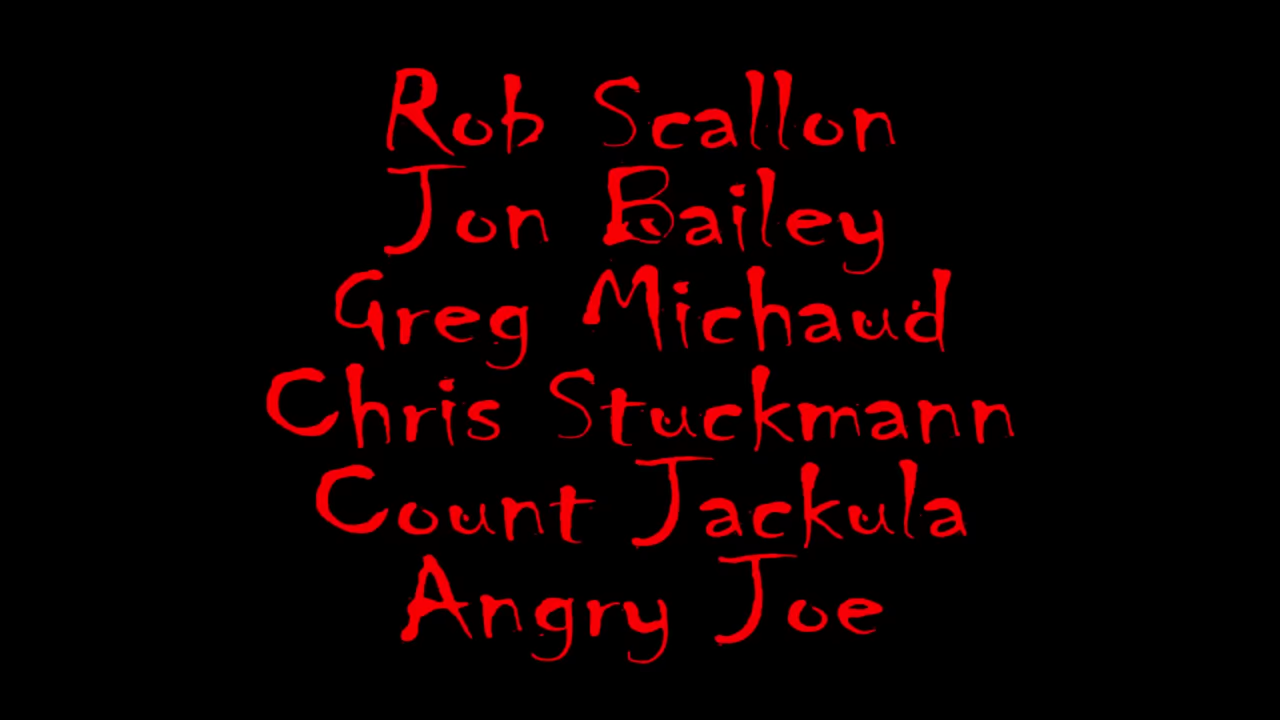 Rob Scallon
Jon Bailey
Greg Michaud
Chris Stuckmann
Count Jackula
Angry Joe